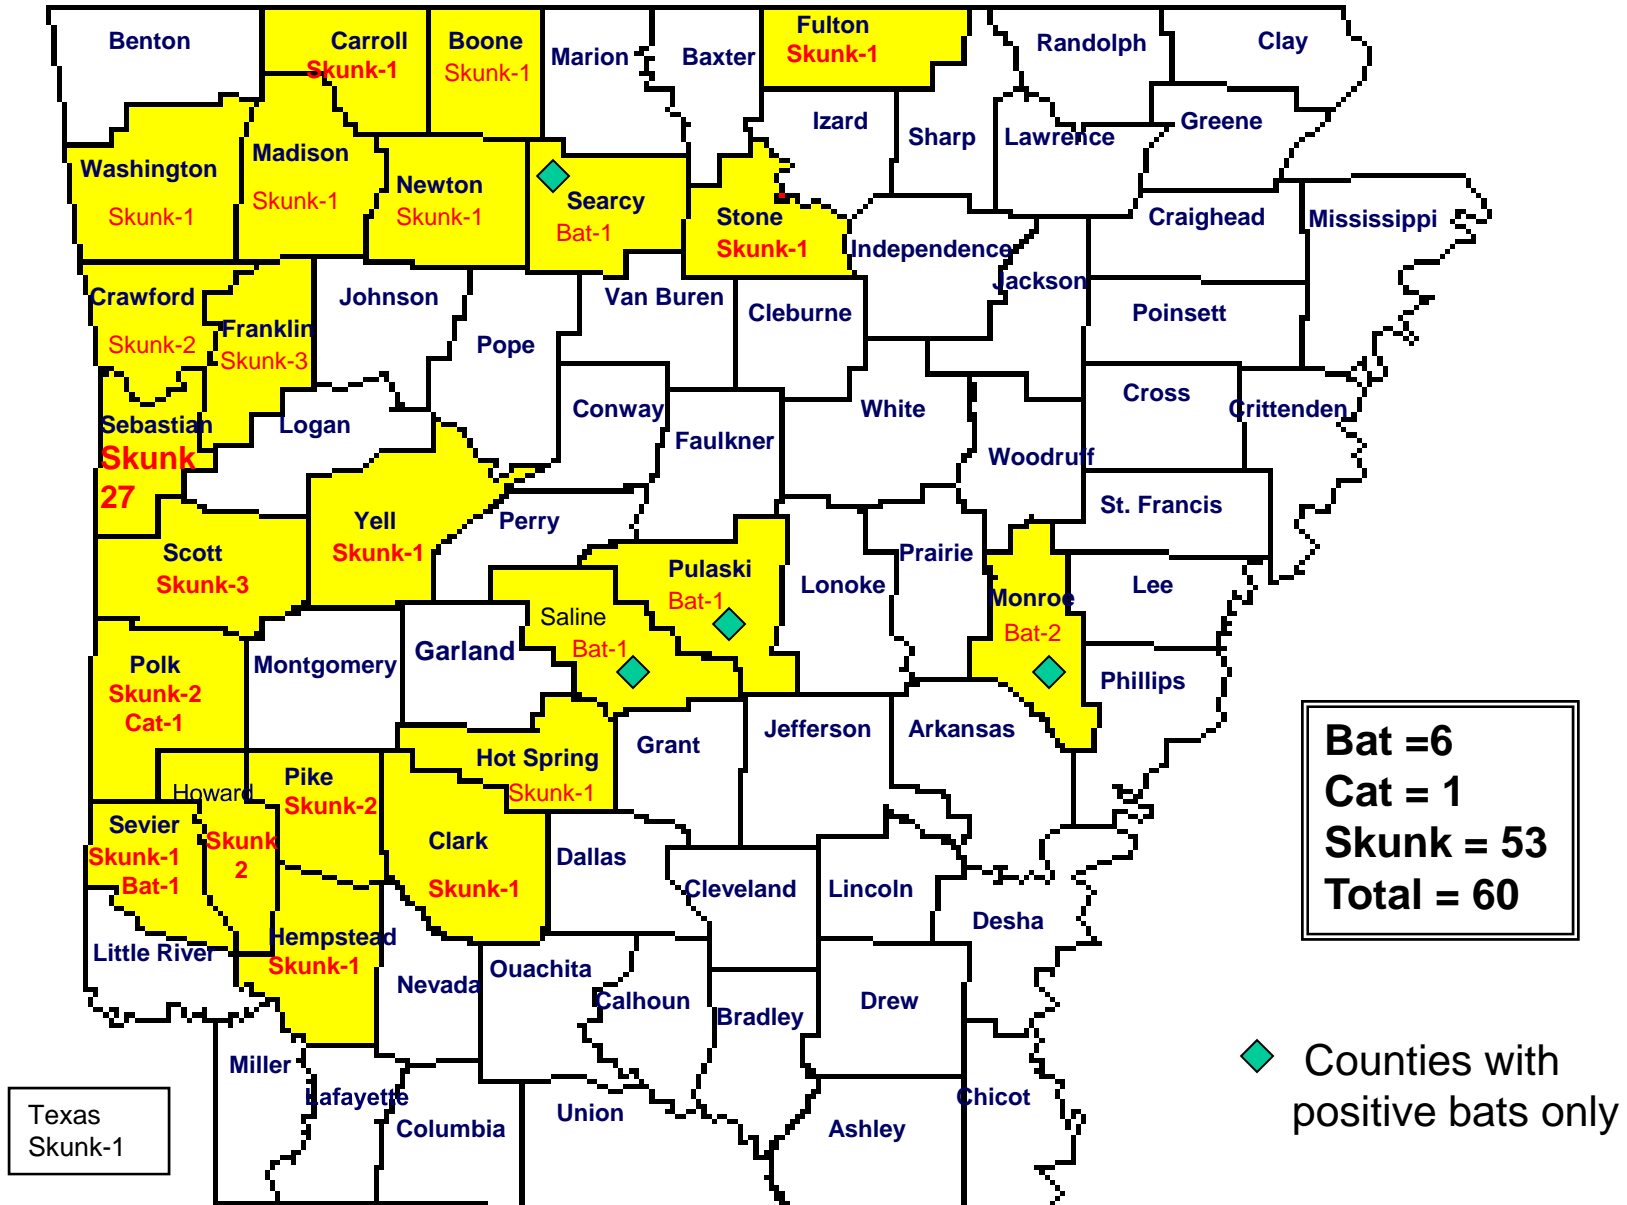 Benton
Carroll
Skunk-1
Boone
Skunk-1
Marion
Baxter
Fulton
Skunk-1
Randolph
Clay
Izard
Sharp
Lawrence
Greene
Washington
Skunk-1
Madison
Skunk-1
Newton
Skunk-1
Searcy
Bat-1
Stone
Skunk-1
Independence
Jackson
Craighead
Mississippi
Crawford
Skunk-2
Franklin
Skunk-3
Johnson
Pope
Van Buren
Cleburne
Poinsett
Sebastian
Skunk
27
Logan
Conway
Faulkner
White
Woodruff
Cross
Crittenden
St. Francis
Scott
Skunk-3
Yell
Skunk-1
Perry
Pulaski
Bat-1
Lonoke
Prairie
Monroe
Bat-2
Lee
Saline
Bat-1
Polk
Skunk-2
Cat-1
Montgomery
Garland
Phillips
Hot Spring
Skunk-1
Grant
Jefferson
Arkansas
Howard
Skunk
2
Pike
Skunk-2
Sevier
Skunk-1
Bat-1
Clark
Skunk-1
Dallas
Cleveland
Lincoln
Desha
Little River
Hempstead
Skunk-1
Nevada
Ouachita
Calhoun
Bradley
Drew
Miller
Lafayette
Columbia
Union
Ashley
Chicot
Bat =6
Cat = 1
Skunk = 53
Total = 60
Counties with
positive bats only
Texas
Skunk-1